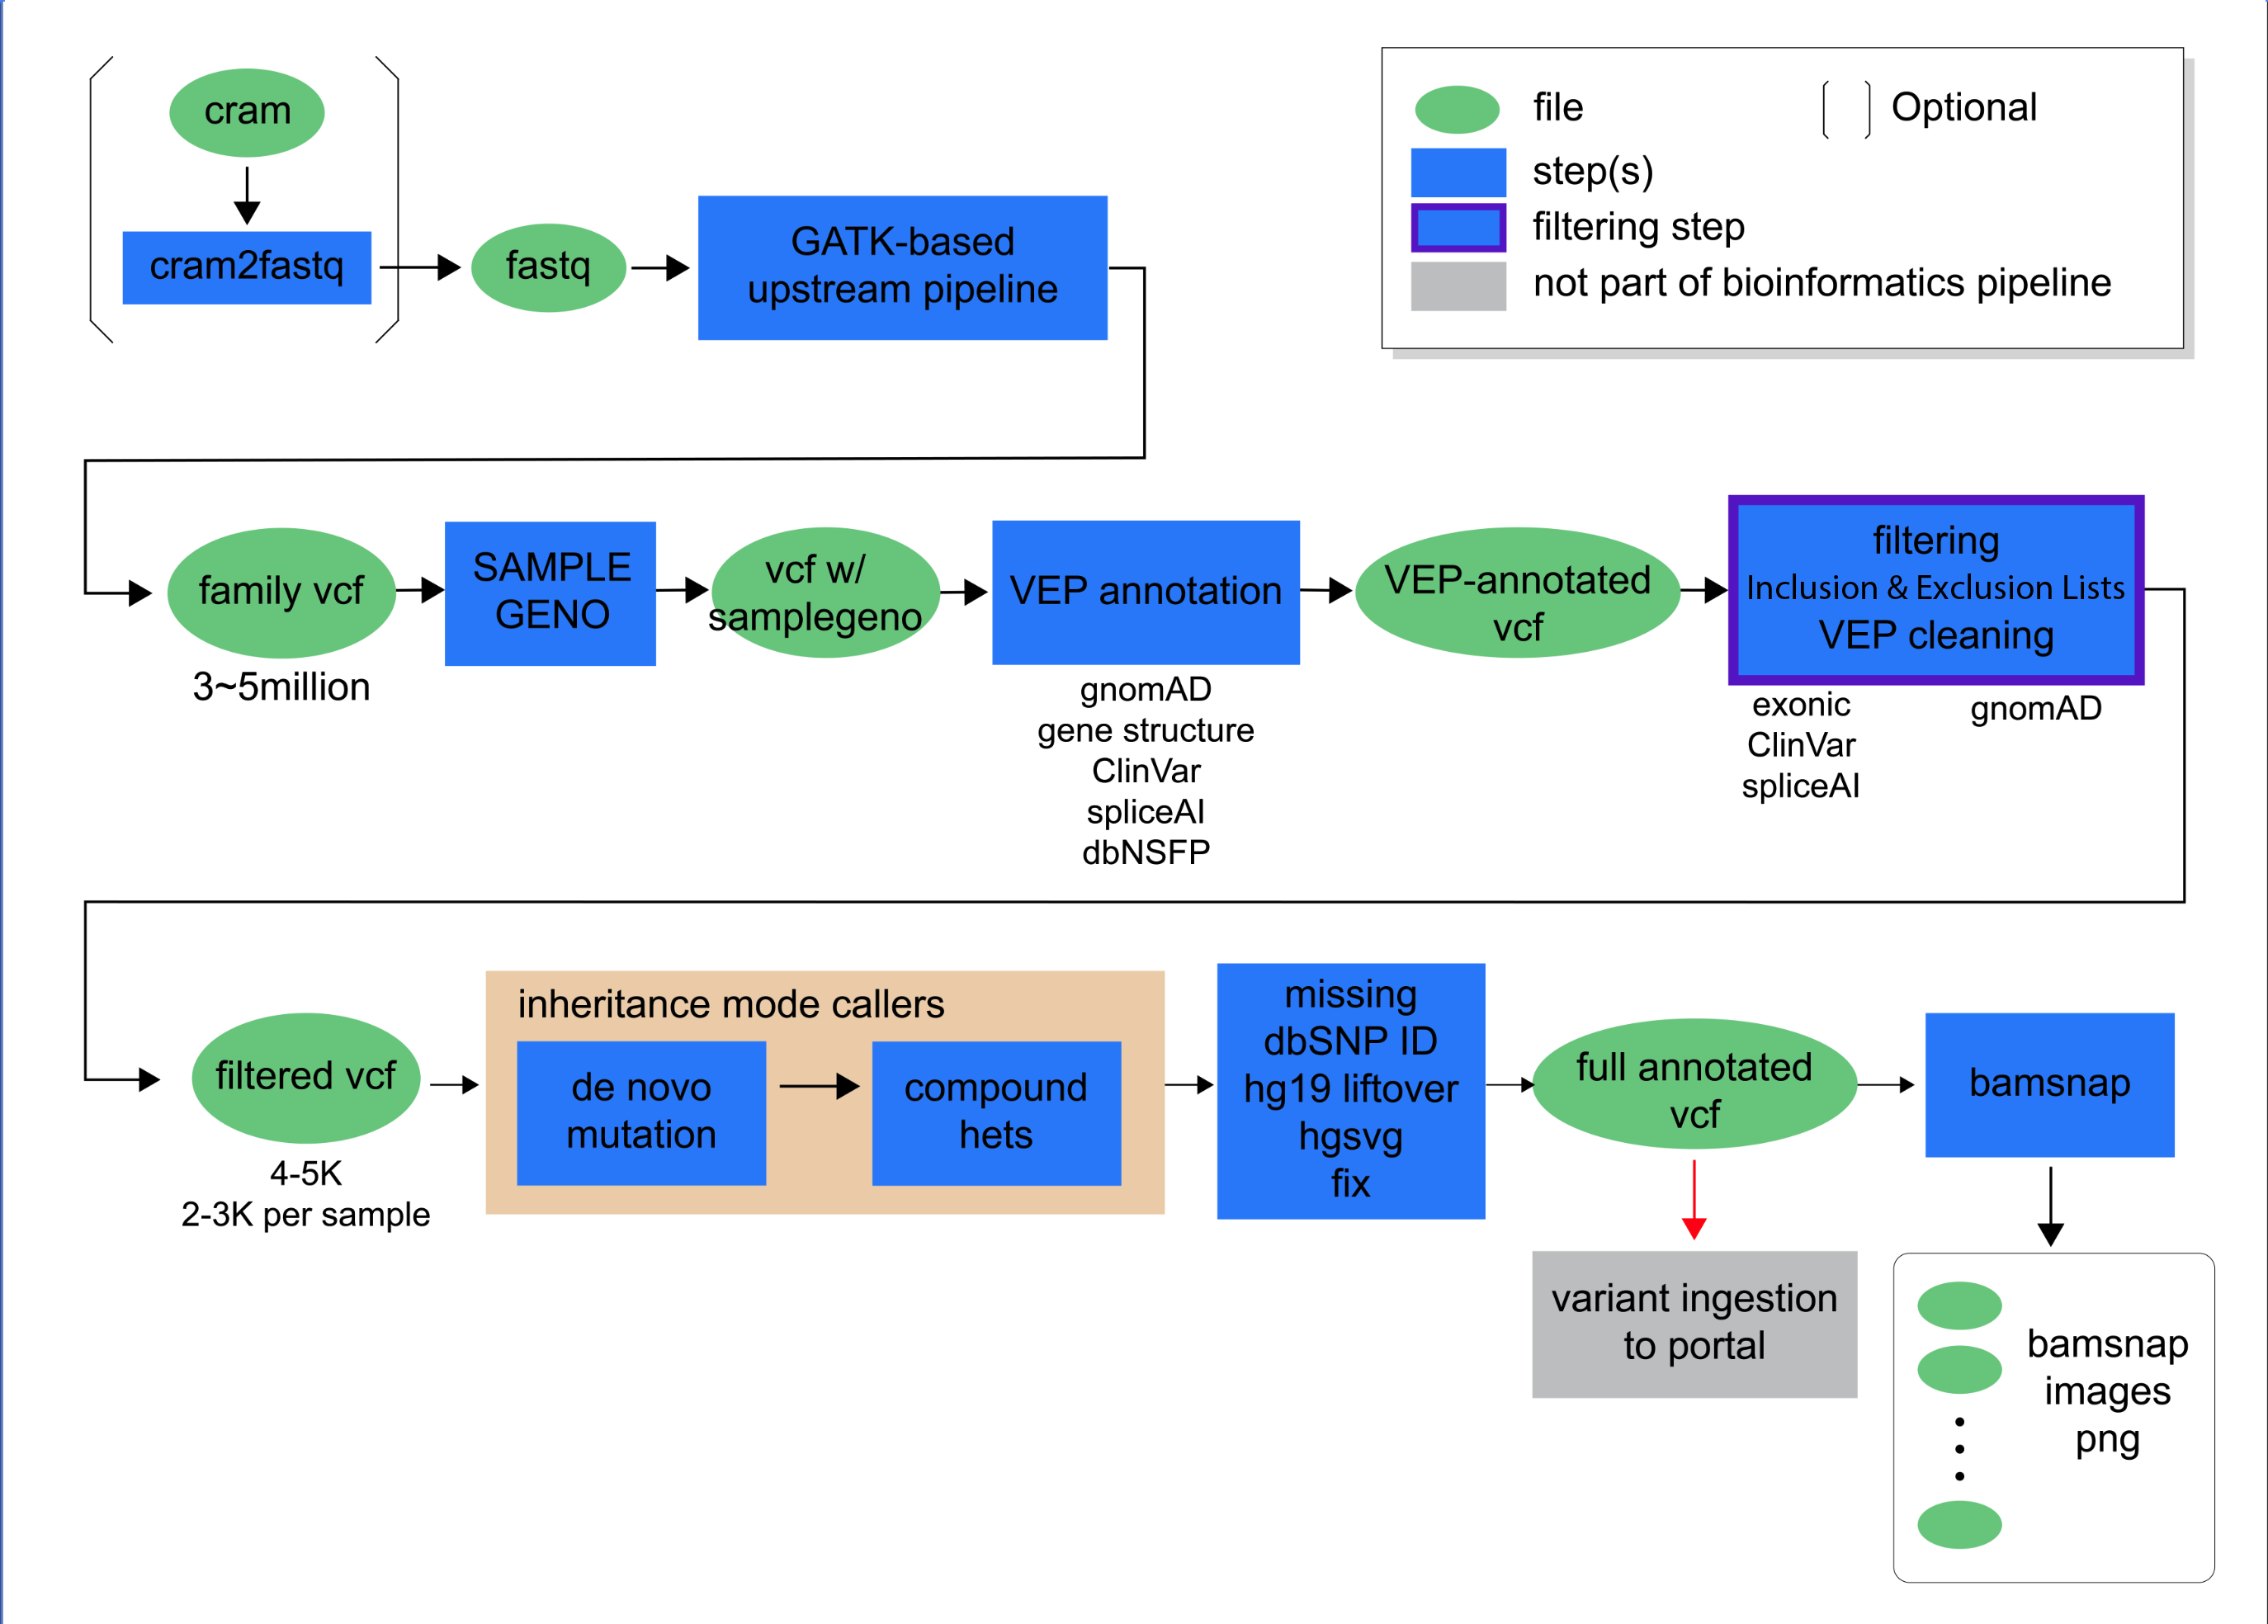 cram
cram2fastq
fastq
GATK-based
upstream pipeline
file
Optional
step(s)
filtering step
not part of bioinformatics pipeline
family vcf
3~5million
SAMPLE
GENO
vcf w/
samplegeno
VEP annotation
gnomAD
gene structure
ClinVar
spliceAI
dbNSFP
VEP-annotated
vcf
filtering
Inclusion & Exclusion Lists
VEP cleaning
exonic
ClinVar
spliceAI
gnomAD
filtered vcf
4-5K
2-3K per sample
inheritance mode callers
de novo
mutation
compound
hets
missing
dbSNP ID
hg19 liftover
hgsvg
fix
full annotated
vcf
variant ingestion
to portal
bamsnap
bamsnap
images
png